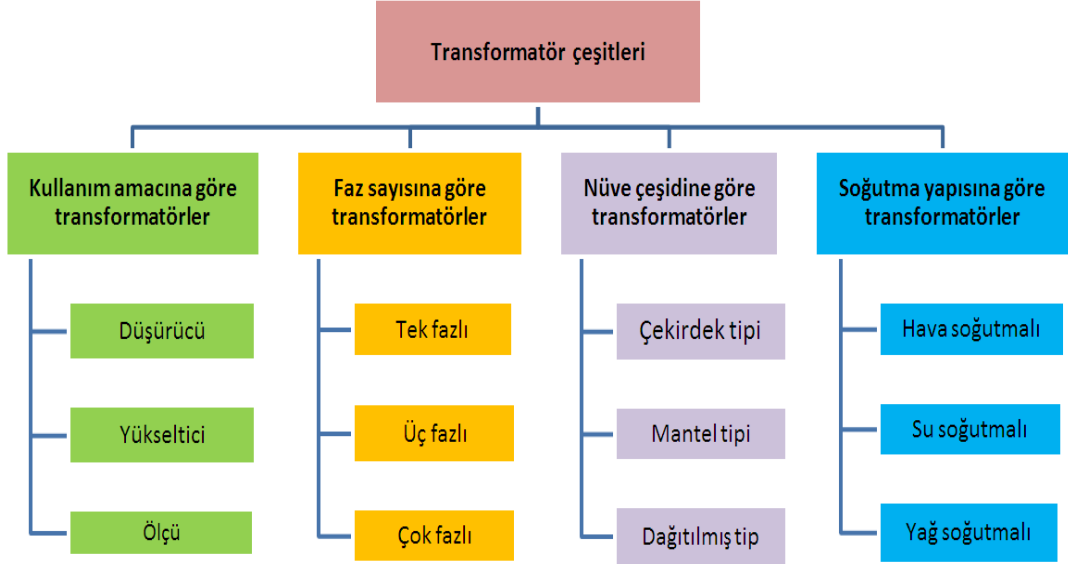 Transformatör çeşitleri
Kullanım amacına göre
transformatörler
Düşürücü
Yükseltici
Ölçü
Faz sayısına göre
transformatörler
Tek fazlı
Üç fazlı
Çok fazlı
Nüve çeşidine göre
transformatörler
Çekirdek tipi
Mantel tipi
Dağıtılmış tip
Soğutma yapısına göre
transformatörler
Hava soğutmalı
Su soğutmalı
Yağ soğutmalı